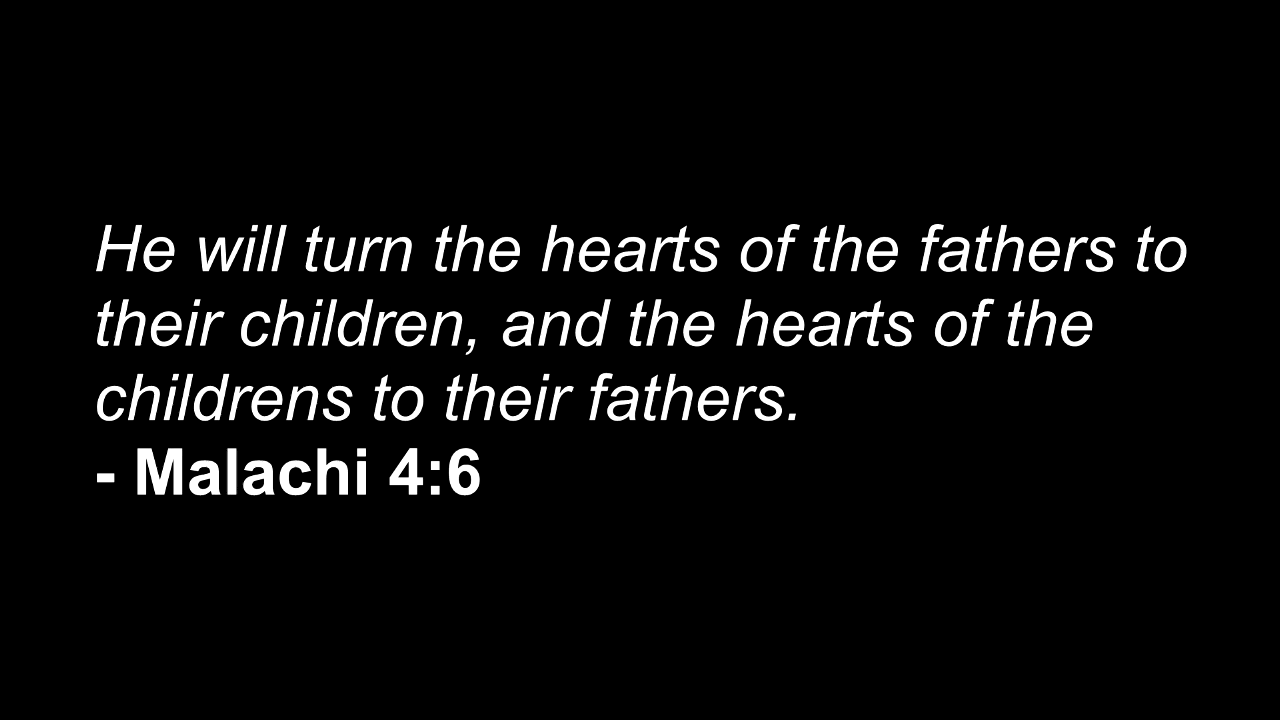 He will turn the hearts of the fathers to
their children, and the hearts of the
childrens to their fathers.
- Malachi 4:6